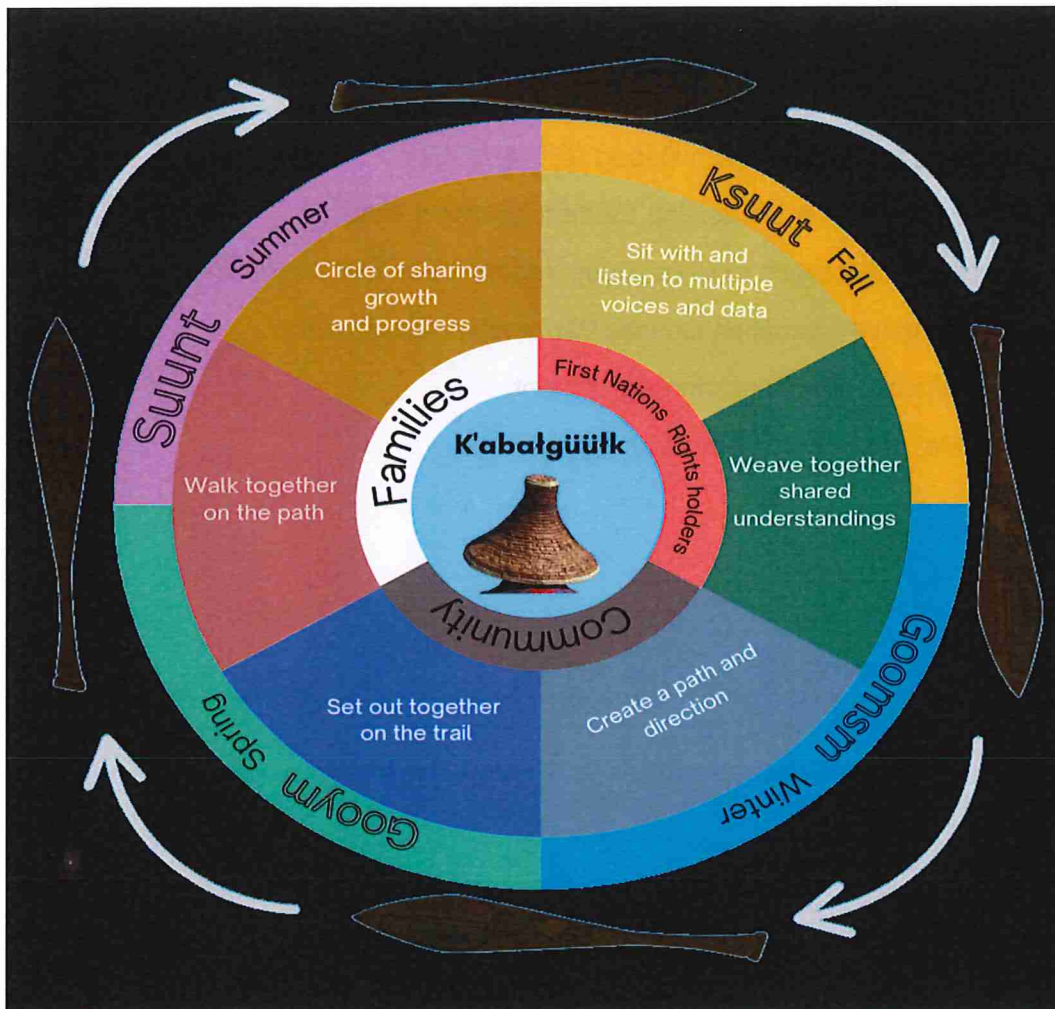 Suunt Summer
Ksuut Fall
Goomsm Winter
Gooym Spring
Circle of sharing
growth
and progress
Sit with and
listen to multiple
voices and data
Weave together
shared
understandings
Create a path and
direction
Set out together
on the trail
Walk together
on the path
Families
First Nations Rights holders
Community
K'abałgüüłk